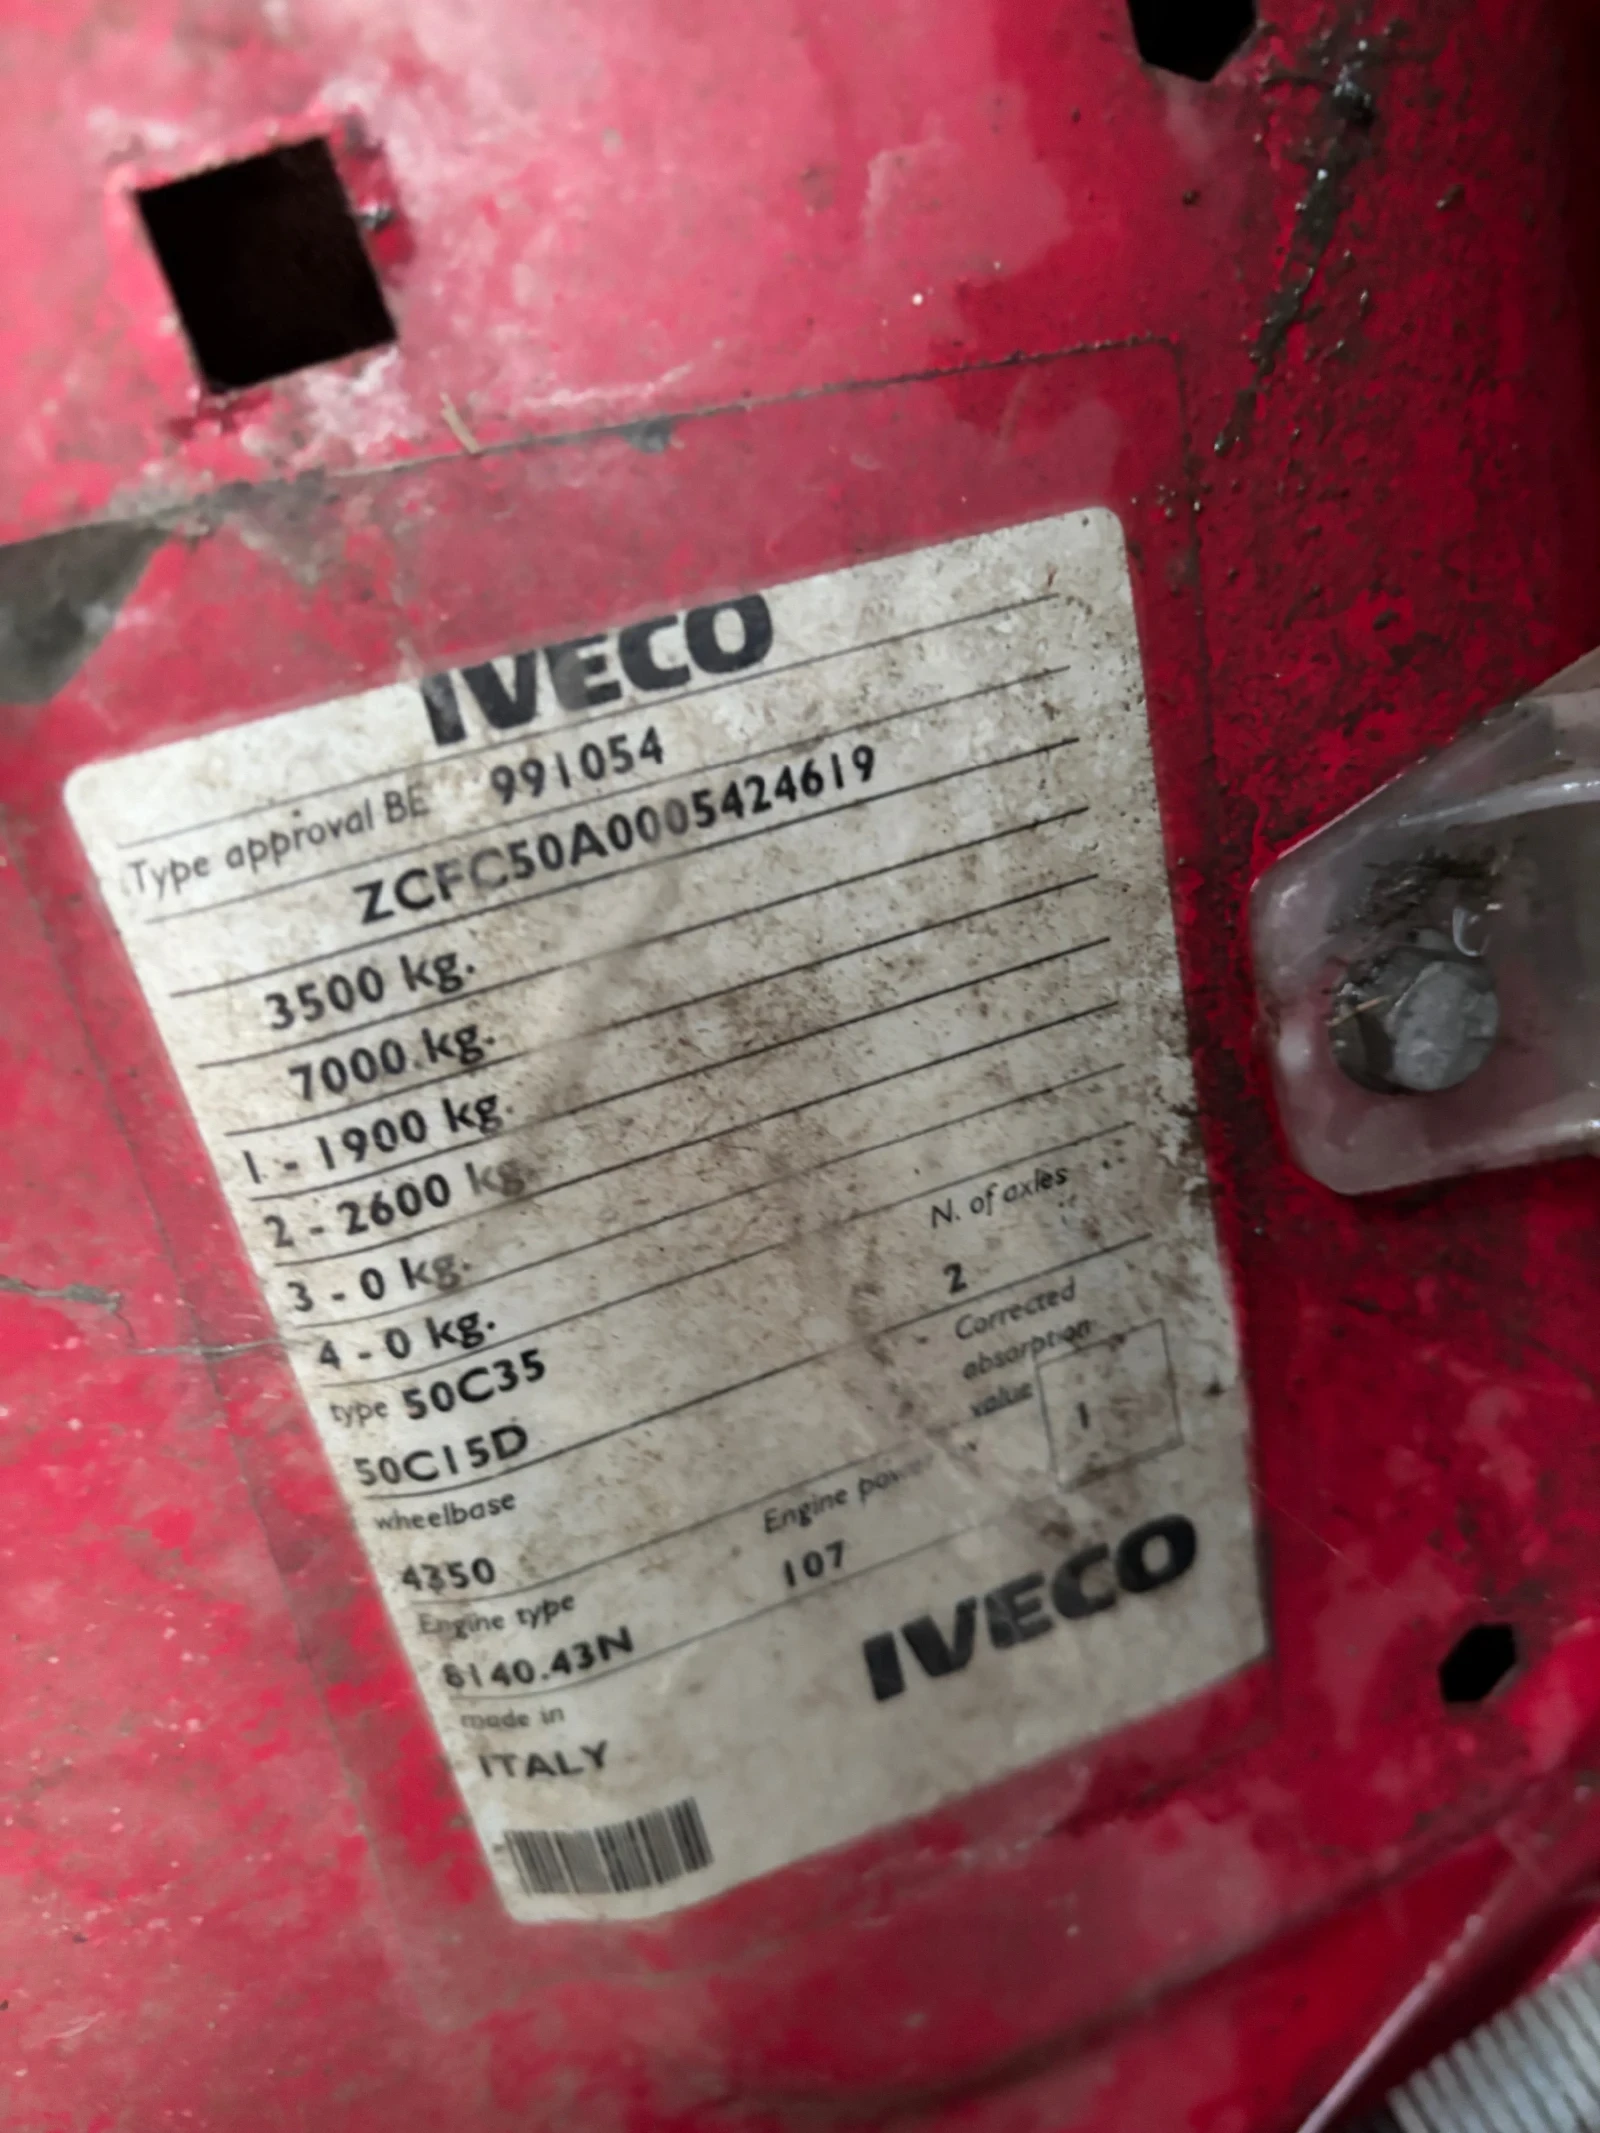 IVECO
Type approval BE 991054
ZCFC50A0005424619
3500 kg.
7000 kg.
1 - 1900 kg.
2 - 2600 kg.
3 - 0 kg.
4 - 0 kg.
type 50C35
N. of axles
50C15D
2
wheelbase
Corrected
absorption
value
1
4350
Engine type
Engine power
8140.43N
107
made in
ITALY
IVECO